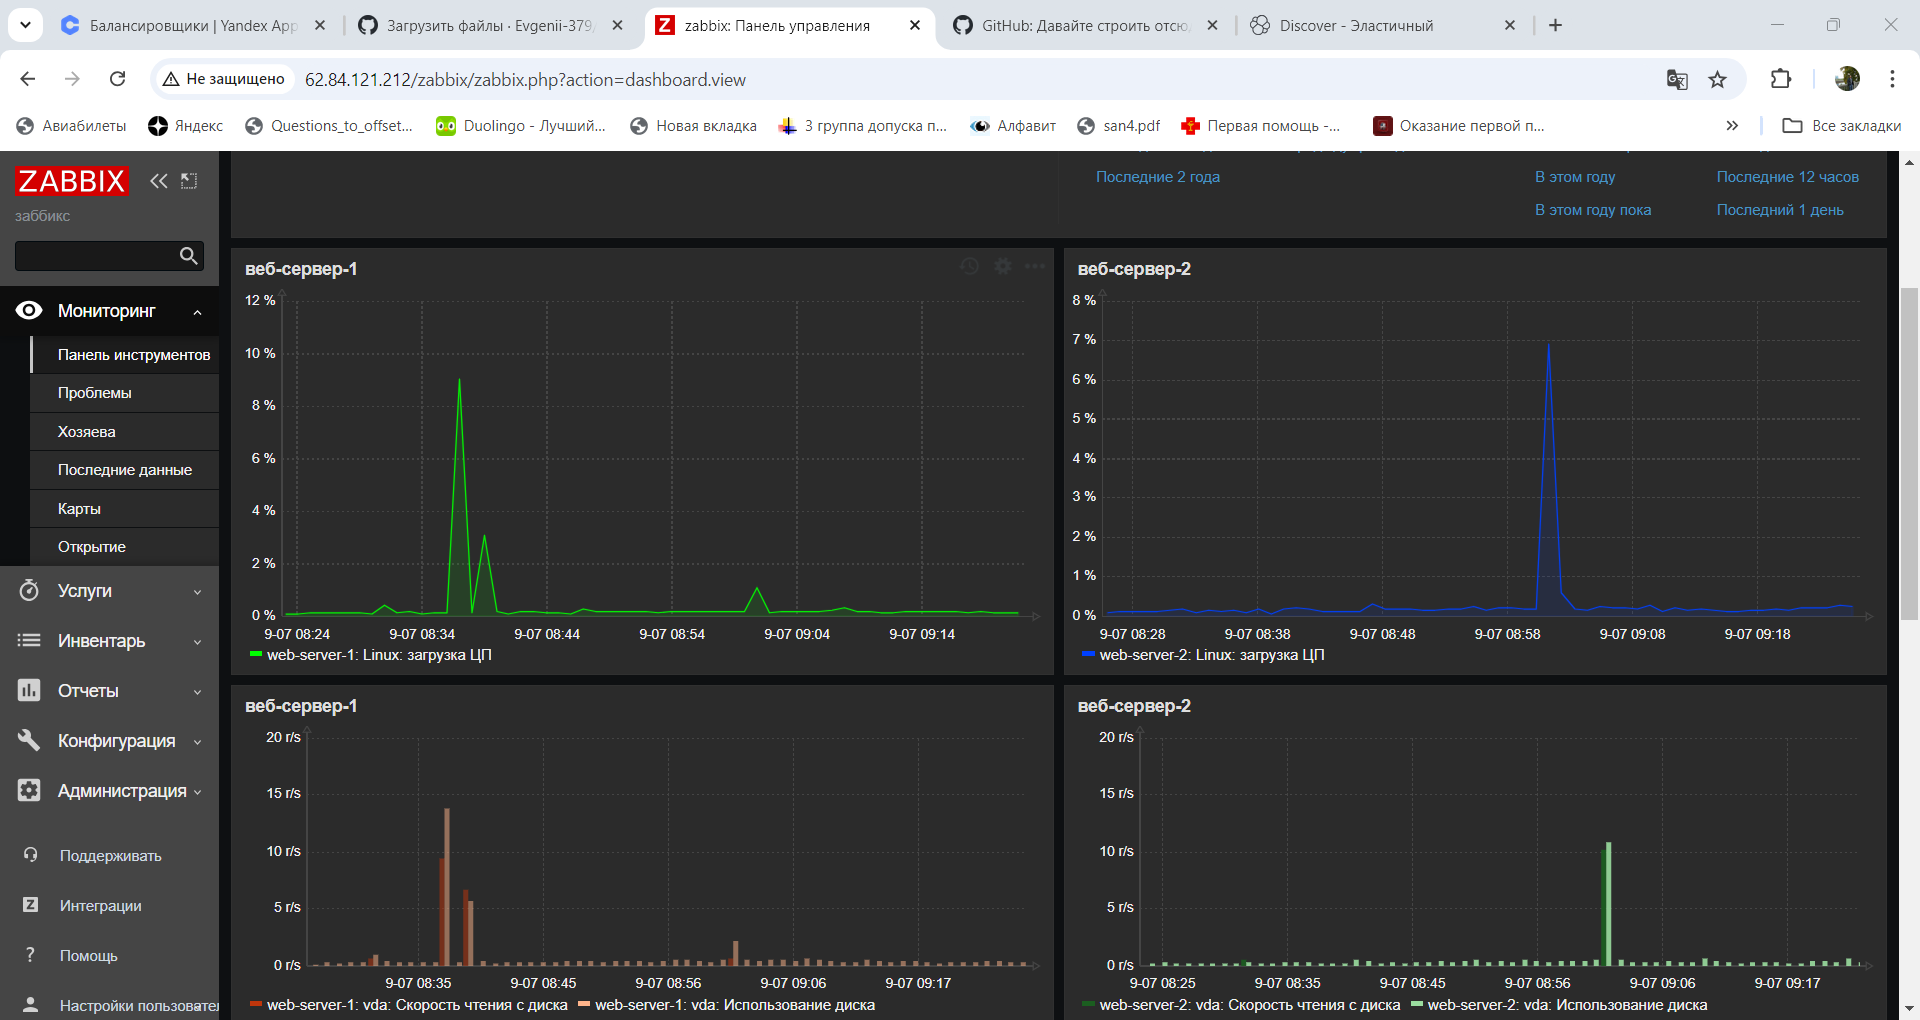 Балансировщики | Yandex App
Загрузить файлы · Evgenii-379/
zabbix: Панель управления
GitHub: Давайте строить отсю
Discover - Эластичный
Не защищено
62.84.121.212/zabbix/zabbix.php?action=dashboard.view
Авиабилеты
Яндекс
Questions_to_offset...
Duolingo - Лучший...
Новая вкладка
3 группа допуска п...
Алфавит
san4.pdf
Первая помощь -...
Оказание первой п...
Все закладки
ZABBIX
заббикс
Мониторинг
Панель инструментов
Проблемы
Хозяева
Последние данные
Карты
Открытие
Услуги
Инвентарь
Отчеты
Конфигурация
Администрация
Поддерживать
Интеграции
Помощь
Настройки пользовател
Последние 2 года
В этом году
Последние 12 часов
В этом году пока
Последний 1 день
веб-сервер-1
12 %
10 %
8 %
6 %
4 %
2 %
0 %
9-07 08:24 9-07 08:34 9-07 08:44 9-07 08:54 9-07 09:04 9-07 09:14
web-server-1: Linux: загрузка ЦП
веб-сервер-2
8 %
7 %
6 %
5 %
4 %
3 %
2 %
1 %
0 %
9-07 08:28 9-07 08:38 9-07 08:48 9-07 08:58 9-07 09:08 9-07 09:18
web-server-2: Linux: загрузка ЦП
веб-сервер-1
20 r/s
15 r/s
10 r/s
5 r/s
0 r/s
9-07 08:35 9-07 08:45 9-07 08:56 9-07 09:06 9-07 09:17
web-server-1: vda: Скорость чтения с диска web-server-1: vda: Использование диска
веб-сервер-2
20 r/s
15 r/s
10 r/s
5 r/s
0 r/s
9-07 08:25 9-07 08:35 9-07 08:45 9-07 08:56 9-07 09:06 9-07 09:17
web-server-2: vda: Скорость чтения с диска web-server-2: vda: Использование диска